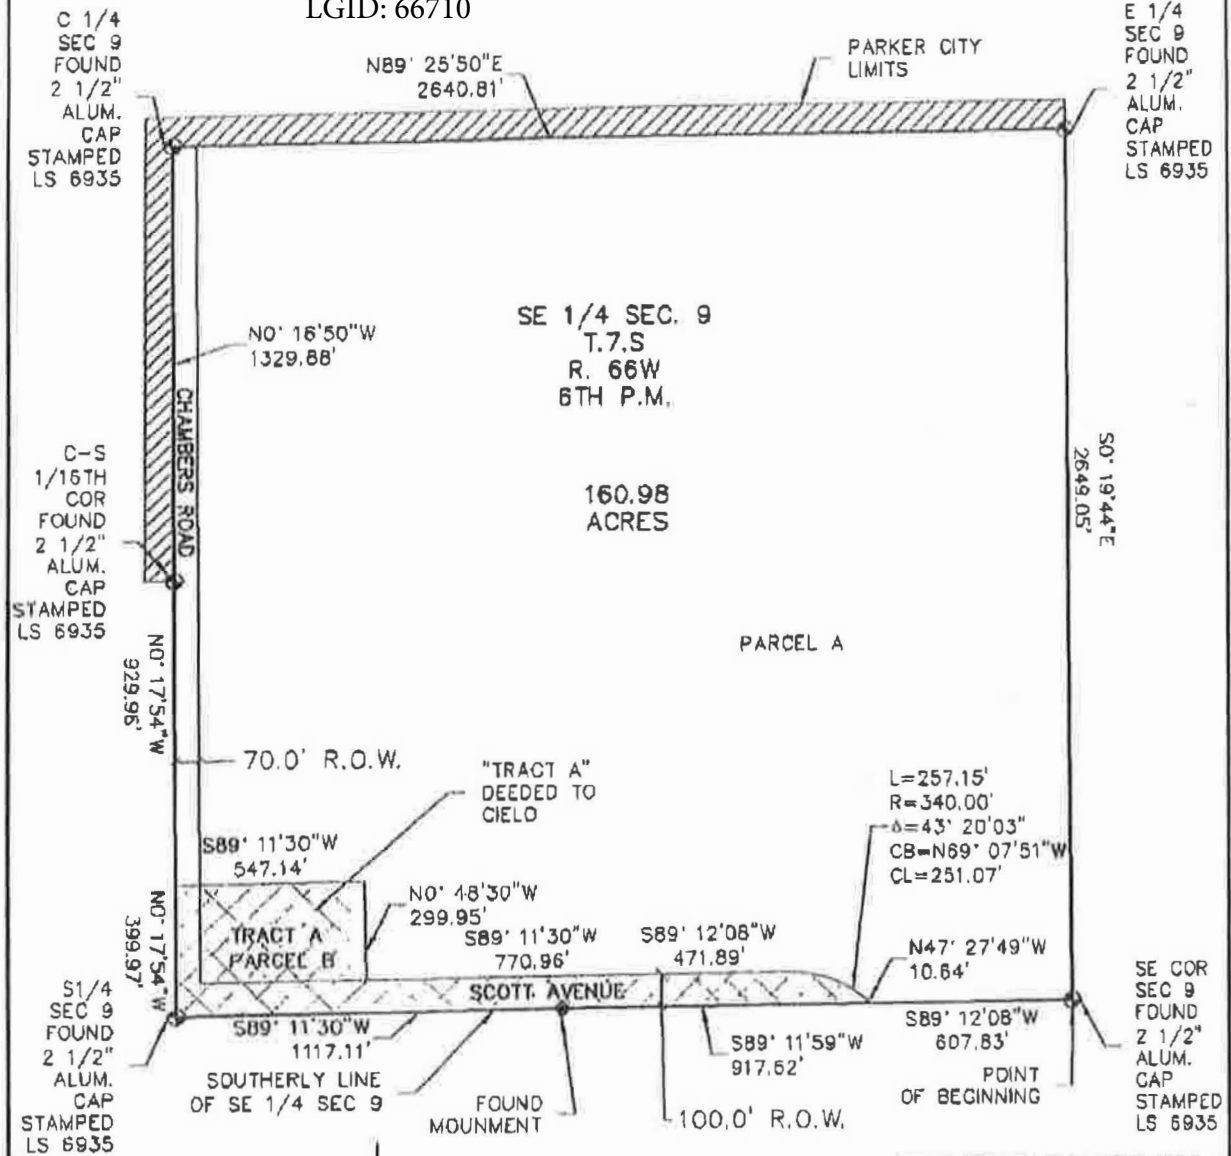 LGID: 66710
C 1/4
SEC 9
FOUND
2 1/2"
ALUM.
CAP
STAMPED
LS 6935
N89° 25'50"E
2640.81'
PARKER CITY
LIMITS
E 1/4
SEC 9
FOUND
2 1/2"
ALUM.
CAP
STAMPED
LS 6935
N0° 16'50"W
1329.88'
SE 1/4 SEC. 9
T.7.S
R. 66W
6TH P.M.
160.98
ACRES
CHAMBERS ROAD
C-S
1/16TH
COR
FOUND
2 1/2"
ALUM.
CAP
STAMPED
LS 6935
S0° 19'44"E
2649.05'
PARCEL A
N0° 17'54"W
929.96'
70.0' R.O.W.
"TRACT A"
DEEDED TO
CIELO
L=257.15'
R=340.00'
Δ=43° 20'03"
CB=N69° 07'51"W
CL=251.07'
S89° 11'30"W
547.14'
N0° 48'30"W
299.95'
TRACT A
PARCEL B
N0° 17'54"W
399.97'
S89° 11'30"W
770.96'
S89° 12'08"W
471.89'
N47° 27'49"W
10.64'
SCOTT AVENUE
S1/4
SEC 9
FOUND
2 1/2"
ALUM.
CAP
STAMPED
LS 6935
S89° 11'30"W
1117.11'
SOUTHERLY LINE
OF SE 1/4 SEC 9
FOUND
MOUNMENT
100.0' R.O.W.
S89° 11'59"W
917.62'
S89° 12'08"W
607.83'
POINT
OF BEGINNING
SE COR
SEC 9
FOUND
2 1/2"
ALUM.
CAP
STAMPED
LS 6935